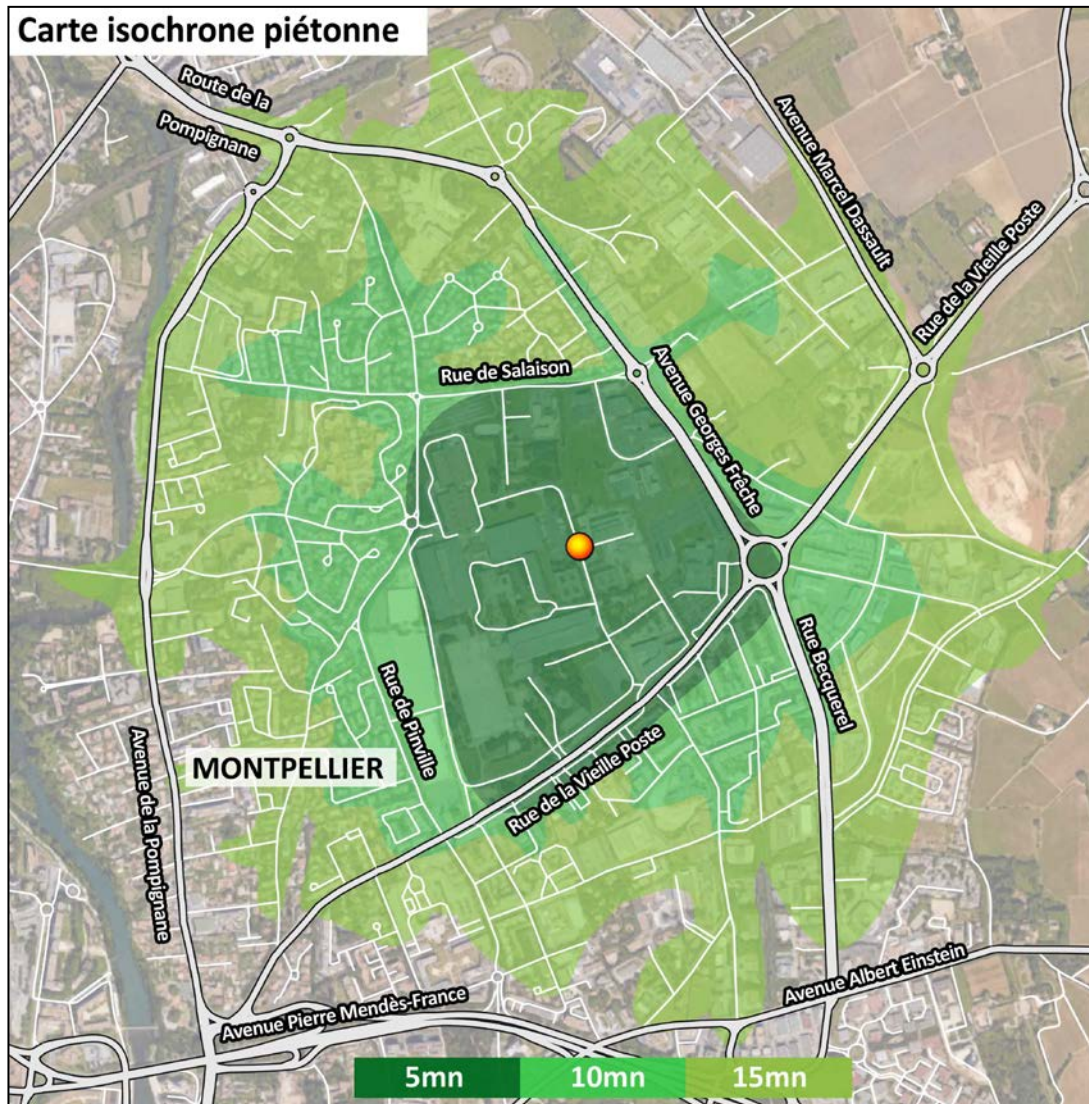 Carte isochrone piétonne
Route de la
Pompignane
Avenue Marcel Dassault
Rue de la Vieille Poste
Rue de Salaison
Avenue Georges Frêche
Rue de Pinville
Rue Becquerel
Rue de la Vieille Poste
MONTPELLIER
Avenue de la Pompignane
Avenue Albert Einstein
Avenue Pierre Mendès-France
5mn 10mn 15mn